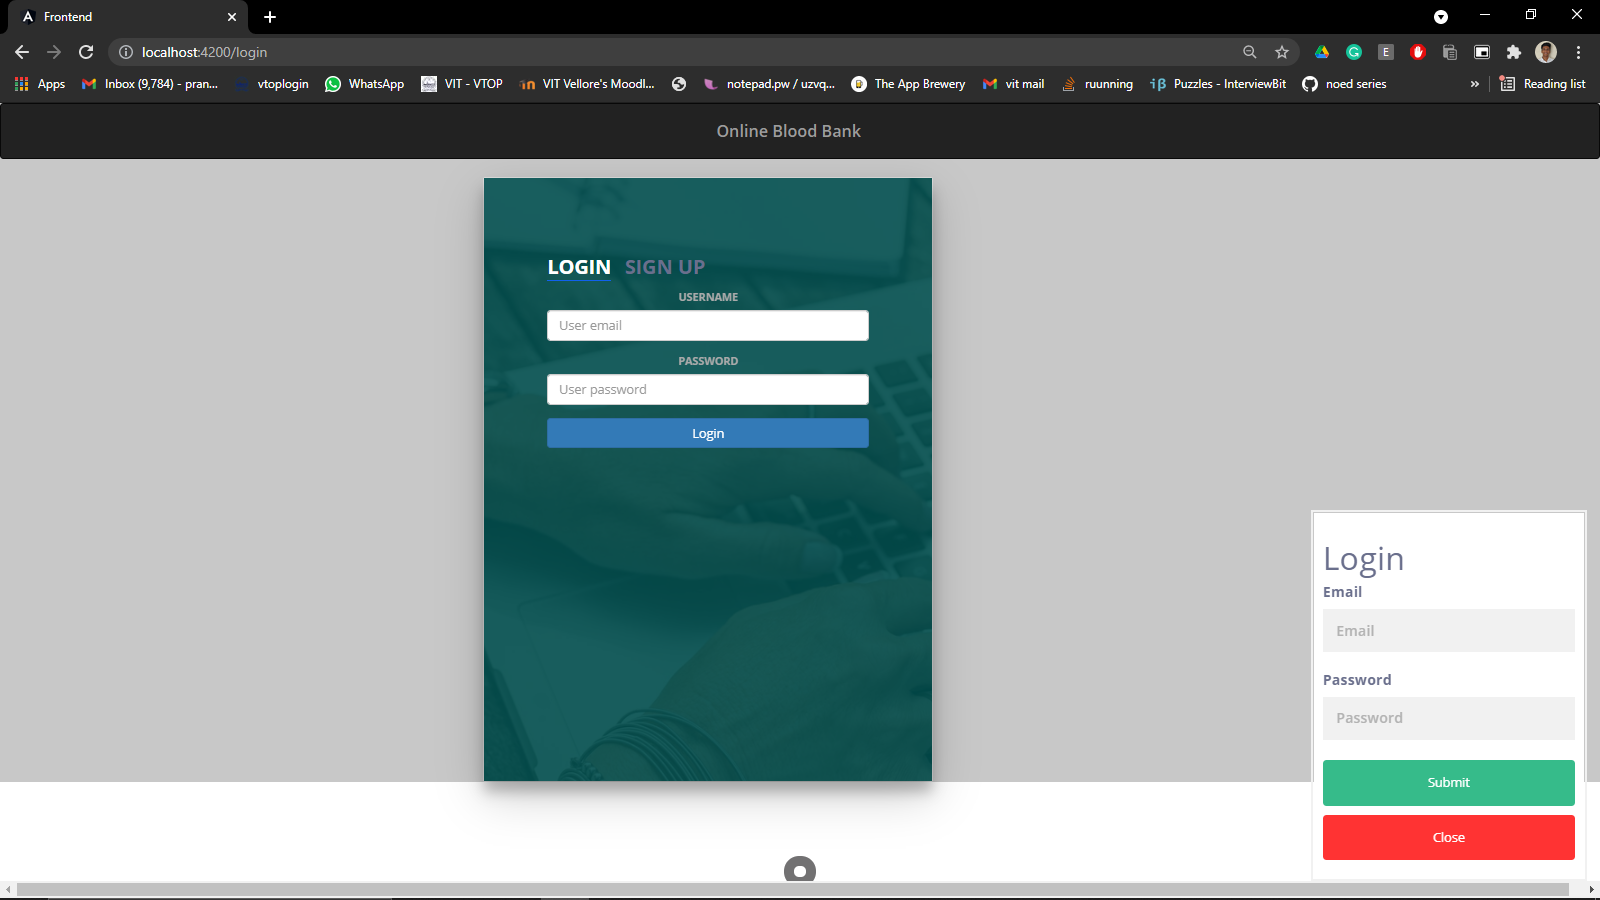 Frontend
localhost:4200/login
Apps
Inbox (9,784) - pran...
vtoplogin
WhatsApp
VIT - VTOP
VIT Vellore's Moodl...
notepad.pw / uzvq...
The App Brewery
vit mail
ruunning
Puzzles - InterviewBit
noed series
»
Reading list
Online Blood Bank
LOGIN SIGN UP
USERNAME
User email
PASSWORD
User password
Login
Login
Email
Email
Password
Password
Submit
Close